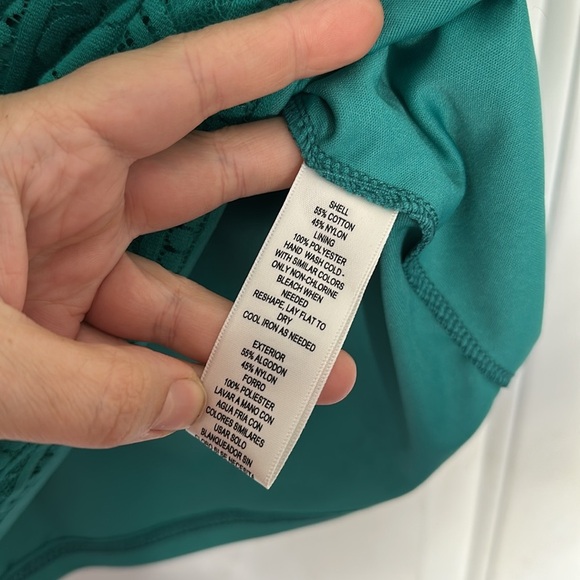 SHELL
55% COTTON
45% NYLON
LINING
100% POLYESTER
HAND WASH COLD -
WITH SIMILAR COLORS
ONLY NON-CHLORINE
BLEACH WHEN
NEEDED
RESHAPE, LAY FLAT TO
DRY
COOL IRON AS NEEDED
EXTERIOR
55% ALGODON
45% NYLON
FORRO
100% POLIESTER
LAVAR A MANO CON
AGUA FRIA CON
COLORES SIMILARES
USAR SOLO
BLANQUEADOR SIN